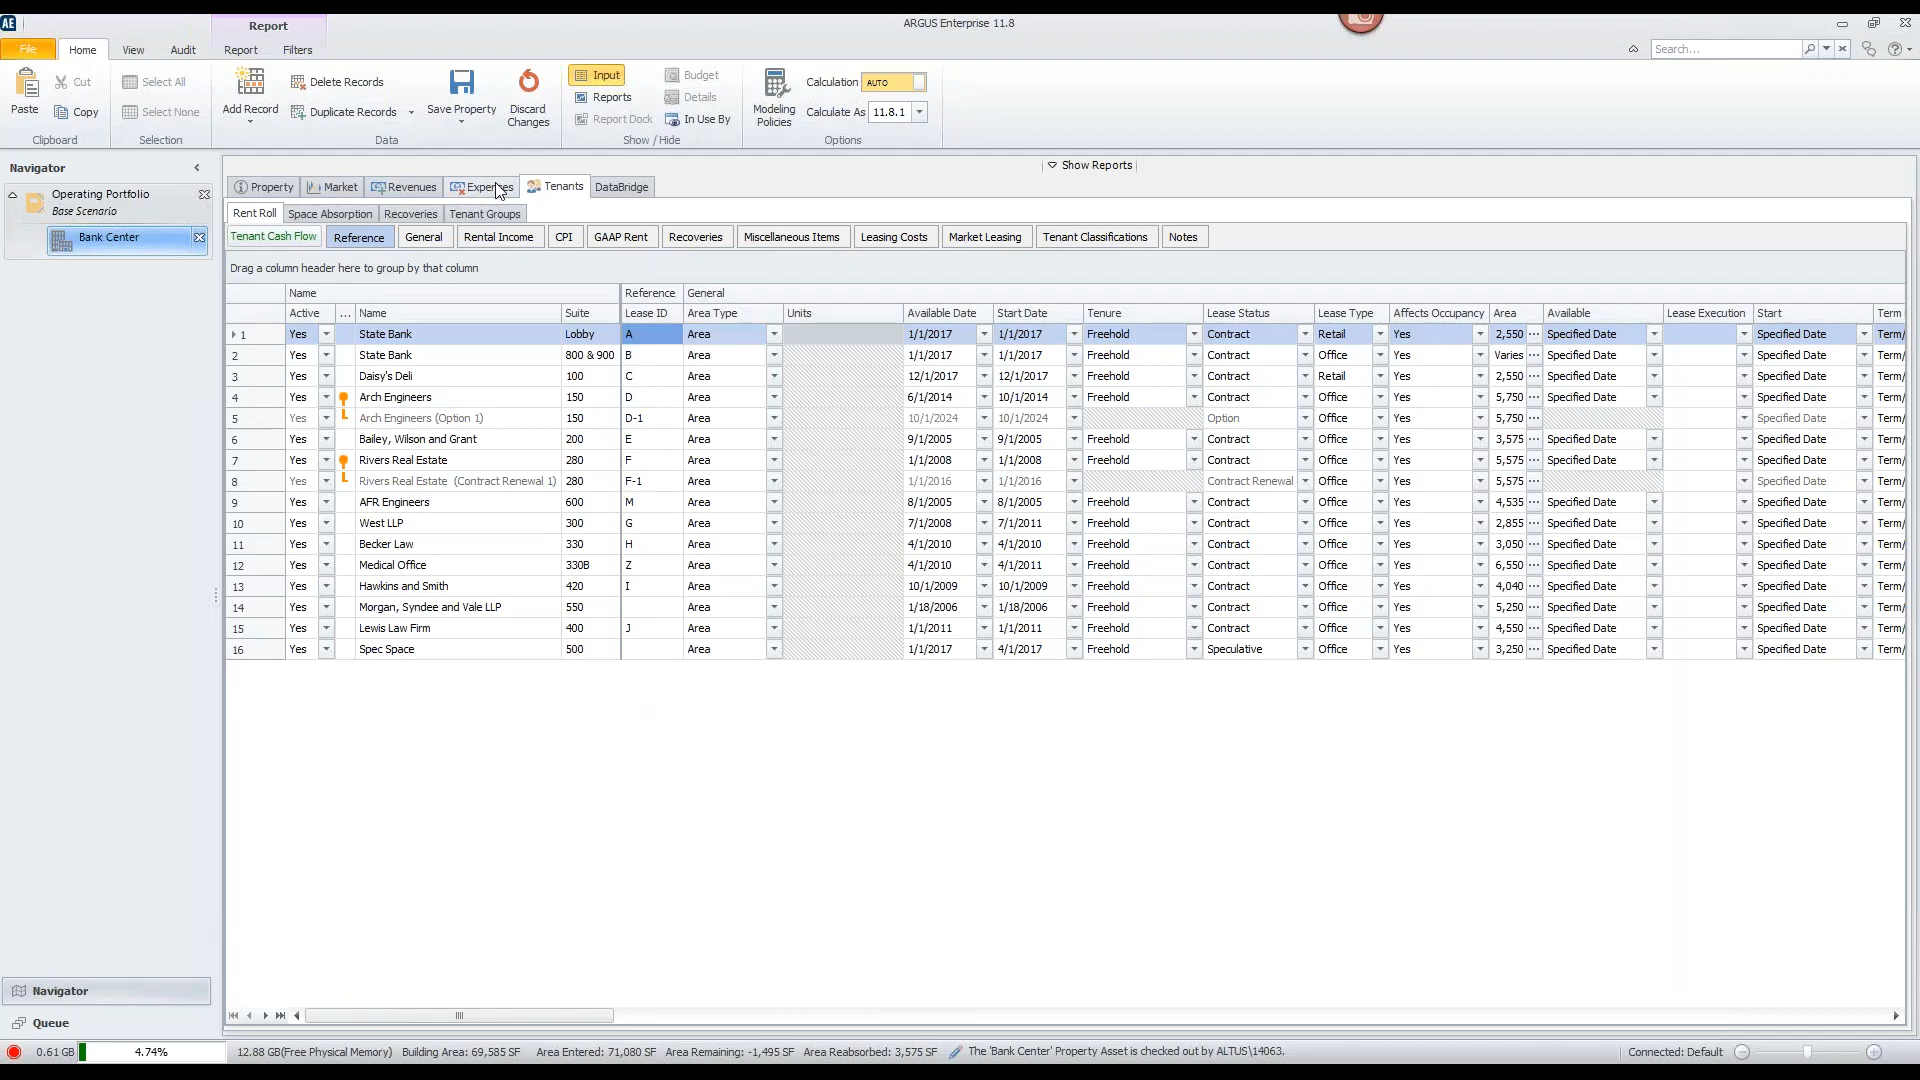 AE
Report
ARGUS Enterprise 11.8
File Home View Audit Report Filters Search...
Paste Cut Copy Select All Select None Add Record Delete Records Duplicate Records Save Property Discard Changes Input Reports Report Dock Budget Details In Use By Modeling Policies Calculation AUTO Calculate As 11.8.1
Clipboard Selection Data Show / Hide Options
Navigator
Operating Portfolio
Base Scenario
Bank Center
Navigator
Queue
Show Reports
Property Market Revenues Expenses Tenants DataBridge
Rent Roll Space Absorption Recoveries Tenant Groups
Tenant Cash Flow Reference General Rental Income CPI GAAP Rent Recoveries Miscellaneous Items Leasing Costs Market Leasing Tenant Classifications Notes
Drag a column header here to group by that column
Name Reference General
Active ... Name Suite Lease ID Area Type Units Available Date Start Date Tenure Lease Status Lease Type Affects Occupancy Area Available Lease Execution Start Term
1 Yes State Bank Lobby A Area 1/1/2017 1/1/2017 Freehold Contract Retail Yes 2,550 ... Specified Date Specified Date Term/
2 Yes State Bank 800 & 900 B Area 1/1/2017 1/1/2017 Freehold Contract Office Yes Varies ... Specified Date Specified Date Term/
3 Yes Daisy's Deli 100 C Area 12/1/2017 12/1/2017 Freehold Contract Retail Yes 2,550 ... Specified Date Specified Date Term/
4 Yes Arch Engineers 150 D Area 6/1/2014 10/1/2014 Freehold Contract Office Yes 5,750 ... Specified Date Specified Date Term/
5 Yes Arch Engineers (Option 1) 150 D-1 Area 10/1/2024 10/1/2024 Option Office Yes 5,750 ... Specified Date Term/
6 Yes Bailey, Wilson and Grant 200 E Area 9/1/2005 9/1/2005 Freehold Contract Office Yes 3,575 ... Specified Date Specified Date Term/
7 Yes Rivers Real Estate 280 F Area 1/1/2008 1/1/2008 Freehold Contract Office Yes 5,575 ... Specified Date Specified Date Term/
8 Yes Rivers Real Estate (Contract Renewal 1) 280 F-1 Area 1/1/2016 1/1/2016 Contract Renewal Office Yes 5,575 ... Specified Date Term/
9 Yes AFR Engineers 600 M Area 8/1/2005 8/1/2005 Freehold Contract Office Yes 4,535 ... Specified Date Specified Date Term/
10 Yes West LLP 300 G Area 7/1/2008 7/1/2011 Freehold Contract Office Yes 2,855 ... Specified Date Specified Date Term/
11 Yes Becker Law 330 H Area 4/1/2010 4/1/2010 Freehold Contract Office Yes 3,050 ... Specified Date Specified Date Term/
12 Yes Medical Office 330B Z Area 4/1/2010 4/1/2011 Freehold Contract Office Yes 6,550 ... Specified Date Specified Date Term/
13 Yes Hawkins and Smith 420 I Area 10/1/2009 10/1/2009 Freehold Contract Office Yes 4,040 ... Specified Date Specified Date Term/
14 Yes Morgan, Syndee and Vale LLP 550 Area 1/18/2006 1/18/2006 Freehold Contract Office Yes 5,250 ... Specified Date Specified Date Term/
15 Yes Lewis Law Firm 400 J Area 1/1/2011 1/1/2011 Freehold Contract Office Yes 4,550 ... Specified Date Specified Date Term/
16 Yes Spec Space 500 Area 1/1/2017 4/1/2017 Freehold Speculative Office Yes 3,250 ... Specified Date Specified Date Term/
0.61 GB 4.74% 12.88 GB(Free Physical Memory) Building Area: 69,585 SF Area Entered: 71,080 SF Area Remaining: -1,495 SF Area Reabsorbed: 3,575 SF The 'Bank Center' Property Asset is checked out by ALTUS\14063. Connected: Default